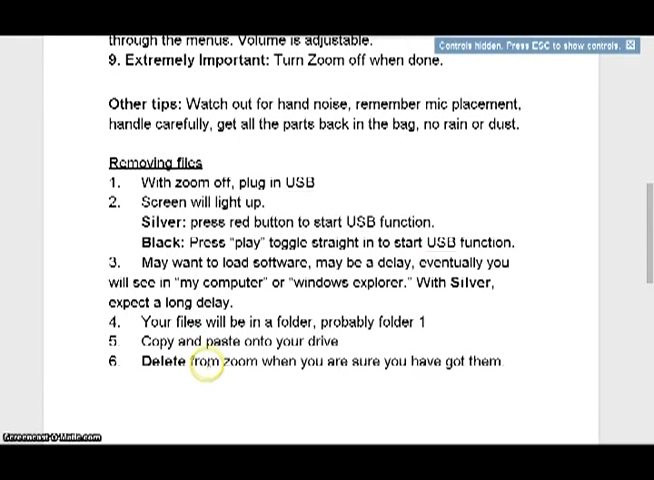 through the menus. Volume is adjustable.
Controls hidden. Press ESC to show controls.
9. Extremely Important: Turn Zoom off when done.
Other tips: Watch out for hand noise, remember mic placement,
handle carefully, get all the parts back in the bag, no rain or dust.
Removing files
1. With zoom off, plug in USB
2. Screen will light up.
Silver: press red button to start USB function.
Black: Press "play" toggle straight in to start USB function.
3. May want to load software, may be a delay, eventually you
will see in "my computer" or "windows explorer." With Silver,
expect a long delay.
4. Your files will be in a folder, probably folder 1
5. Copy and paste onto your drive
6. Delete from zoom when you are sure you have got them
Screencast-O-Matic.com